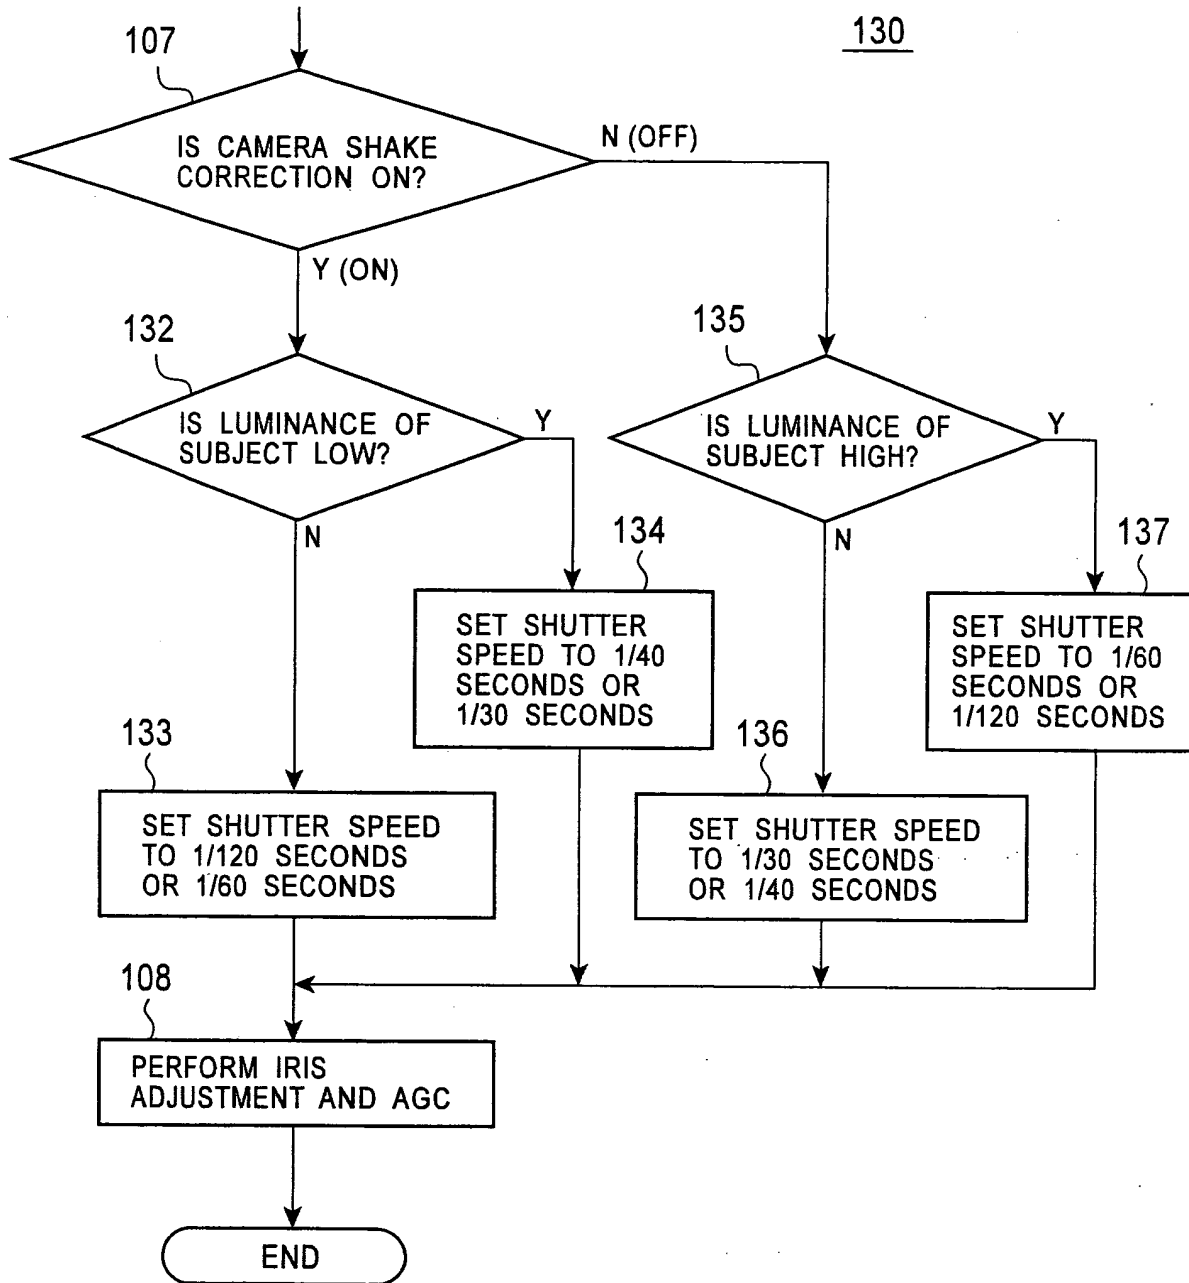 130
107
IS CAMERA SHAKE
CORRECTION ON?
N (OFF)
Y (ON)
132
IS LUMINANCE OF
SUBJECT LOW?
Y
N
135
IS LUMINANCE OF
SUBJECT HIGH?
Y
N
134
SET SHUTTER
SPEED TO 1/40
SECONDS OR
1/30 SECONDS
137
SET SHUTTER
SPEED TO 1/60
SECONDS OR
1/120 SECONDS
133
SET SHUTTER SPEED
TO 1/120 SECONDS
OR 1/60 SECONDS
136
SET SHUTTER SPEED
TO 1/30 SECONDS
OR 1/40 SECONDS
108
PERFORM IRIS
ADJUSTMENT AND AGC
END